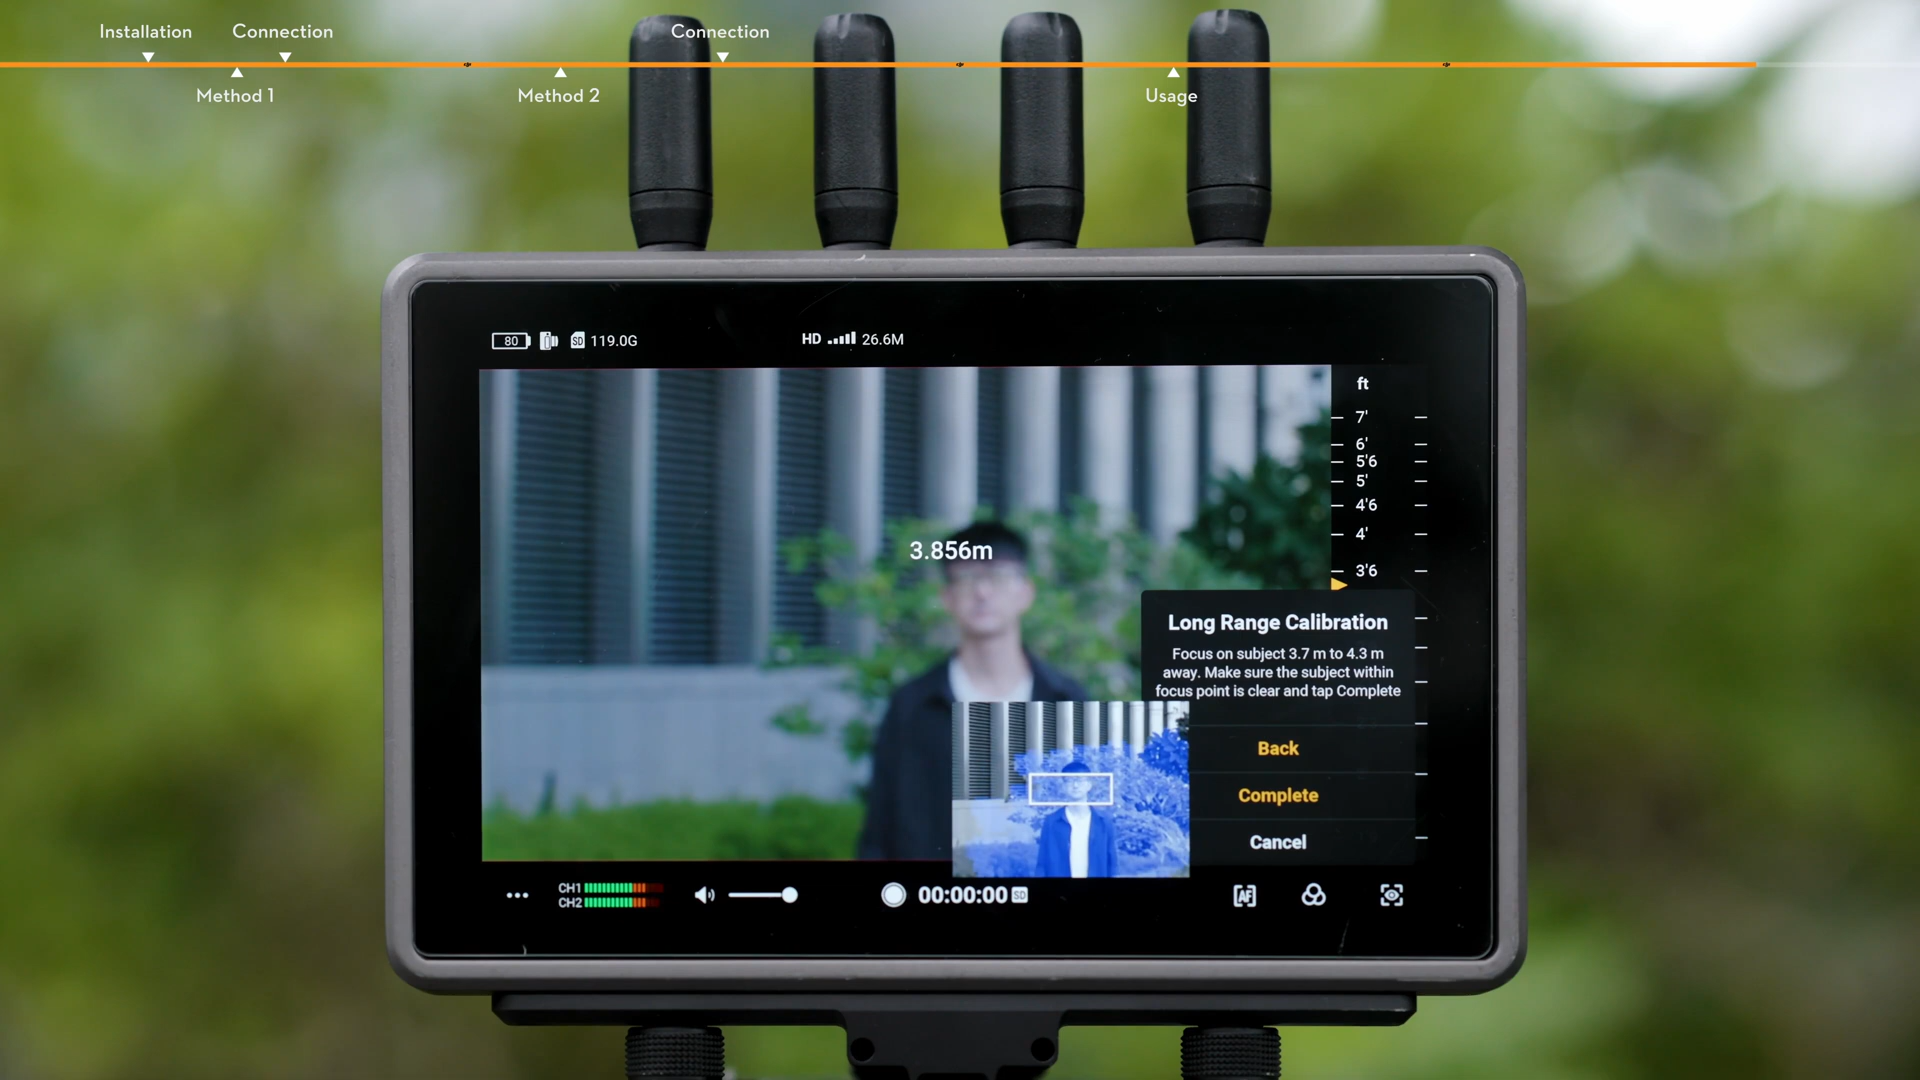 Installation
Connection
Connection
Method 1
Method 2
Usage
80
SD 119.0G
HD 26.6M
ft
7'
6'
5'6
5'
4'6
4'
3'6
3.856m
Long Range Calibration
Focus on subject 3.7 m to 4.3 m
away. Make sure the subject within
focus point is clear and tap Complete
Back
Complete
Cancel
CH1
CH2
00:00:00 SD
AF